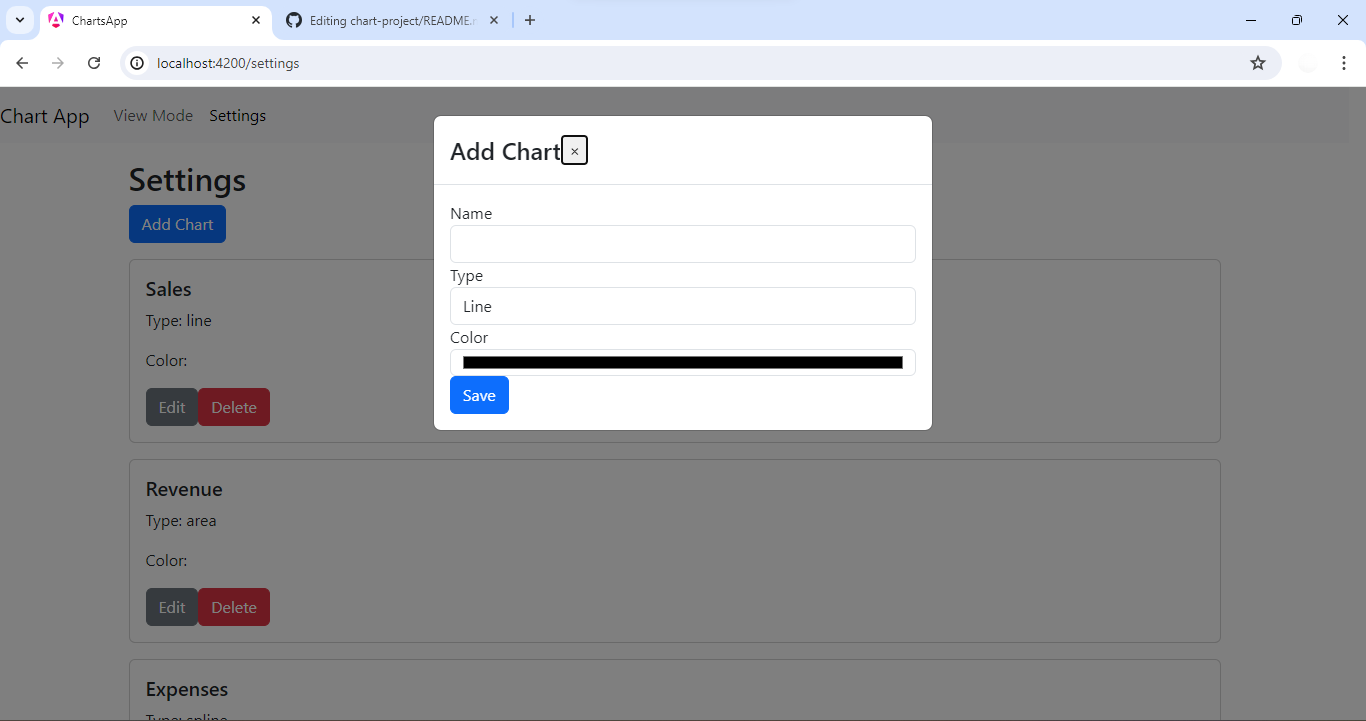 ChartsApp
Editing chart-project/README.m
localhost:4200/settings
Chart App View Mode Settings
Add Chart ×
Settings
Add Chart
Name
Type
Line
Color
Save
Sales
Type: line
Color:
Edit Delete
Revenue
Type: area
Color:
Edit Delete
Expenses
Type: spline